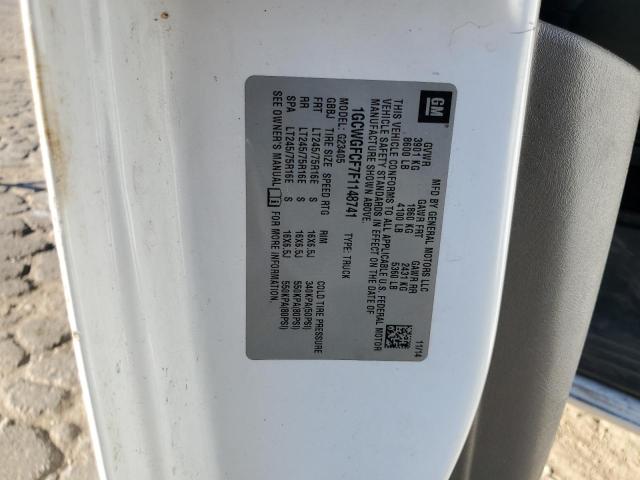 GM
MFD BY GENERAL MOTORS LLC
11/14
GVWR GAWR FRT GAWR RR
3901 KG 1860 KG 2431 KG
8600 LB 4100 LB 5360 LB
THIS VEHICLE CONFORMS TO ALL APPLICABLE U.S. FEDERAL MOTOR
VEHICLE SAFETY STANDARDS IN EFFECT ON THE DATE OF
MANUFACTURE SHOWN ABOVE.
1GCWGFCF7F1148741 TYPE: TRUCK
MODEL: G23405
GBBJ TIRE SIZE SPEED RTG RIM COLD TIRE PRESSURE
FRT LT245/75R16E S 16X6.5J 340KPA(50PSI)
RR LT245/75R16E S 16X6.5J 550KPA(80PSI)
SPA LT245/75R16E S 16X6.5J 550KPA(80PSI)
SEE OWNER'S MANUAL FOR MORE INFORMATION.